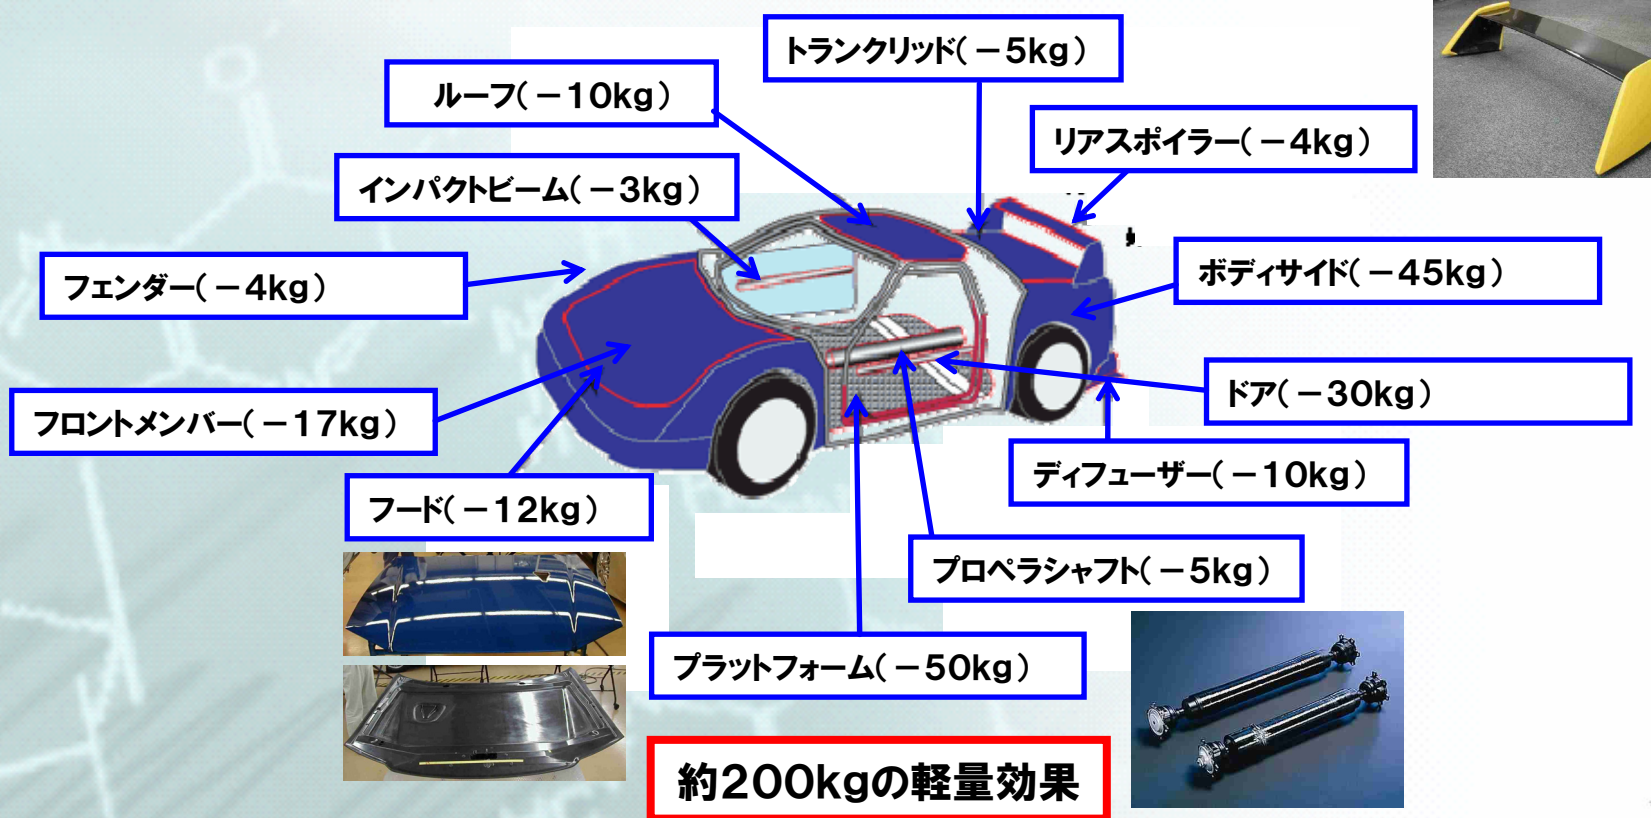 トランクリッド(－5kg)
ルーフ(－10kg)
リアスポイラー(－4kg)
インパクトビーム(－3kg)
ボディサイド(－45kg)
フェンダー(－4kg)
ドア(－30kg)
フロントメンバー(－17kg)
ディフューザー(－10kg)
フード(－12kg)
プロペラシャフト(－5kg)
プラットフォーム(－50kg)
約200kgの軽量効果